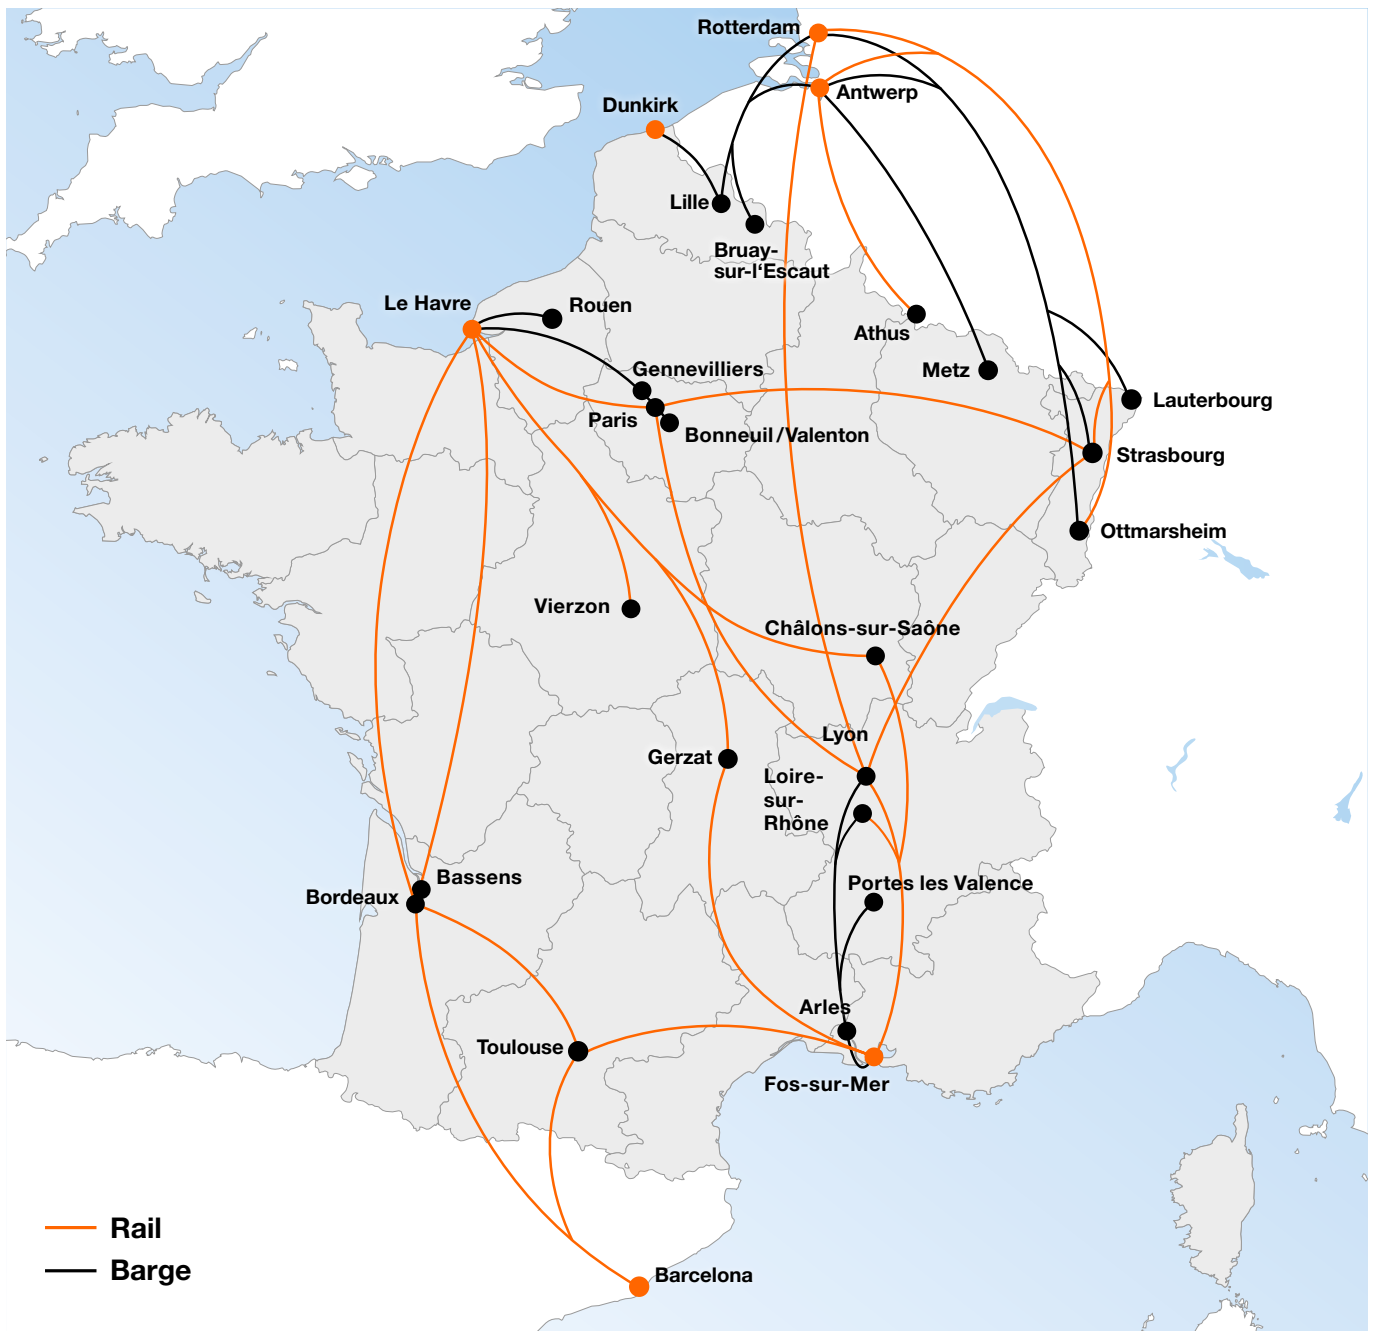 Rotterdam
Antwerp
Dunkirk
Lille
Bruay-
sur-l‘Escaut
Le Havre
Rouen
Athus
Gennevilliers
Metz
Paris
Lauterbourg
Bonneuil/Valenton
Strasbourg
Ottmarsheim
Vierzon
Châlons-sur-Saône
Lyon
Gerzat
Loire-
sur-
Rhône
Bassens
Portes les Valence
Bordeaux
Arles
Toulouse
Fos-sur-Mer
Rail
Barge
Barcelona